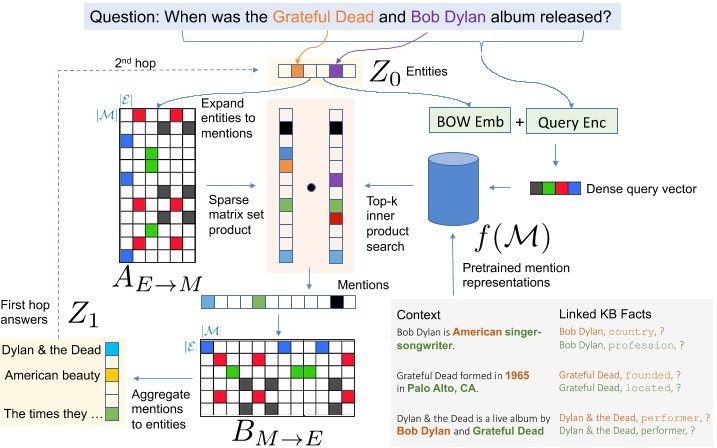 Question: When was the Grateful Dead and Bob Dylan album released?
2nd hop
Z0 Entities
|ℰ|
|ℳ|
Expand
entities to
mentions
BOW Emb + Query Enc
Sparse
matrix set
product
Top-k
inner
product
search
Dense query vector
A E→M
f(ℳ)
Pretrained mention
representations
Mentions
First hop
answers
Z1
Dylan & the Dead
American beauty
The times they ...
Aggregate
mentions
to entities
|ℳ|
|ℰ|
B M→E
Context
Bob Dylan is American singer-
songwriter.
Grateful Dead formed in 1965
in Palo Alto, CA.
Dylan & the Dead is a live album by
Bob Dylan and Grateful Dead
Linked KB Facts
Bob Dylan, country, ?
Bob Dylan, profession, ?
Grateful Dead, founded, ?
Grateful Dead, located, ?
Dylan & the Dead, performer, ?
Dylan & the Dead, performer, ?